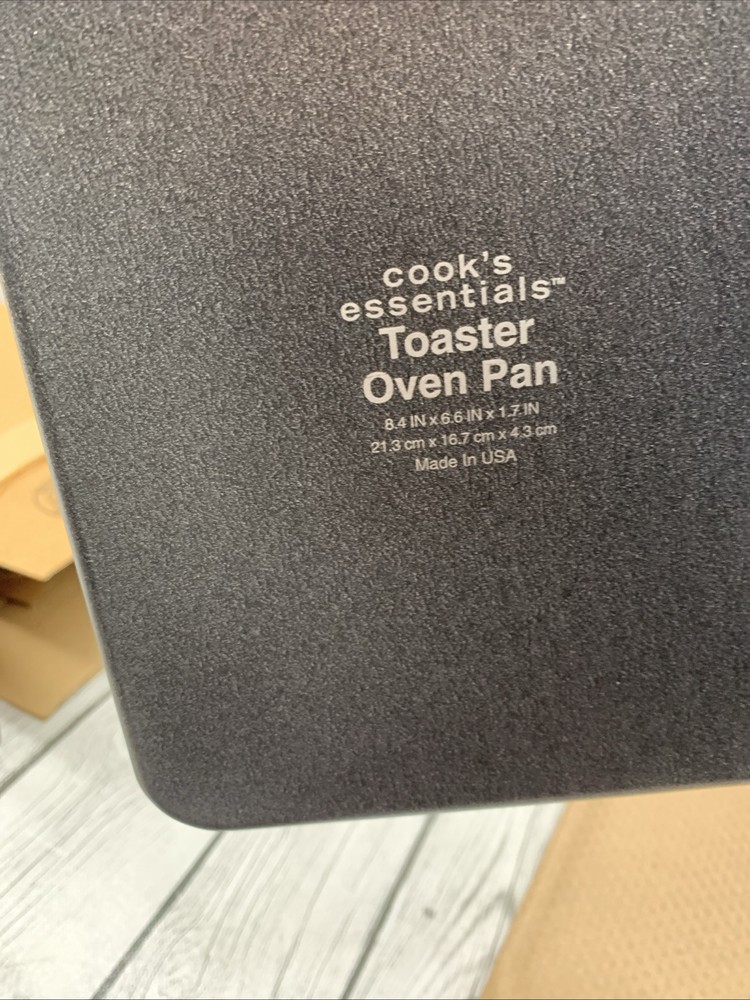 cook's
essentials™
Toaster
Oven Pan
8.4 IN x 6.6 IN x 1.7 IN
21.3 cm x 16.7 cm x 4.3 cm
Made In USA